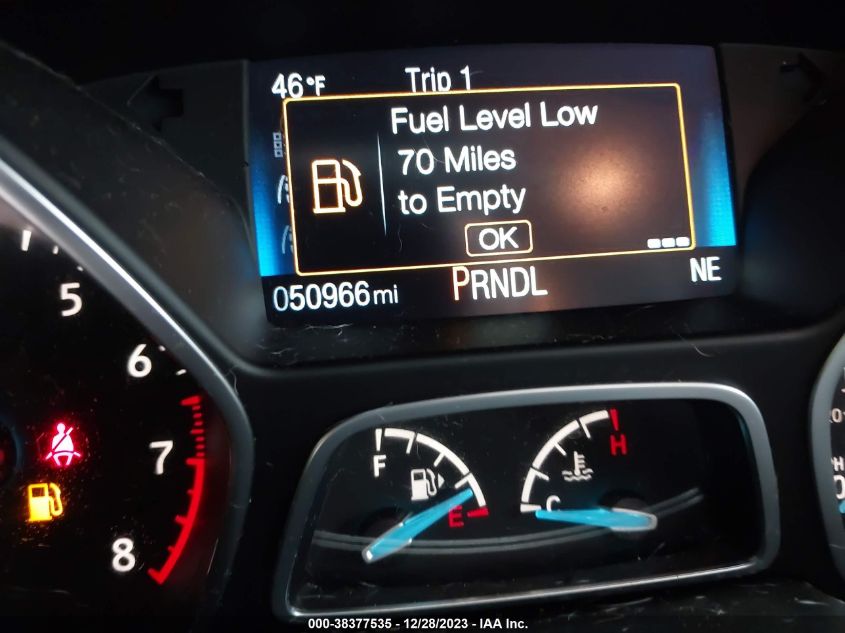 46°F Trip 1
Fuel Level Low
70 Miles
to Empty
OK
050966 mi PRNDL NE
5
6
7
8
F
E
C
H
000-38377535 - 12/28/2023 - IAA Inc.